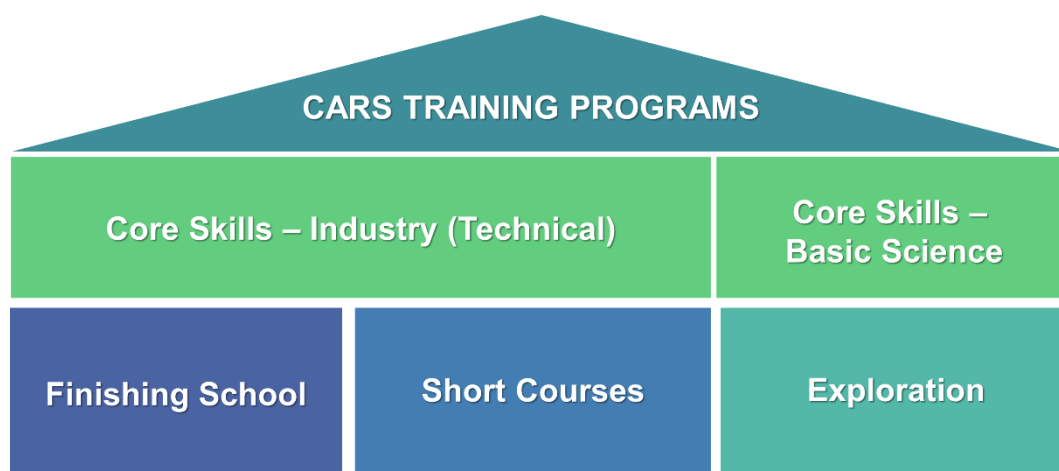 CARS TRAINING PROGRAMS
Core Skills – Industry (Technical)
Core Skills –
Basic Science
Finishing School
Short Courses
Exploration